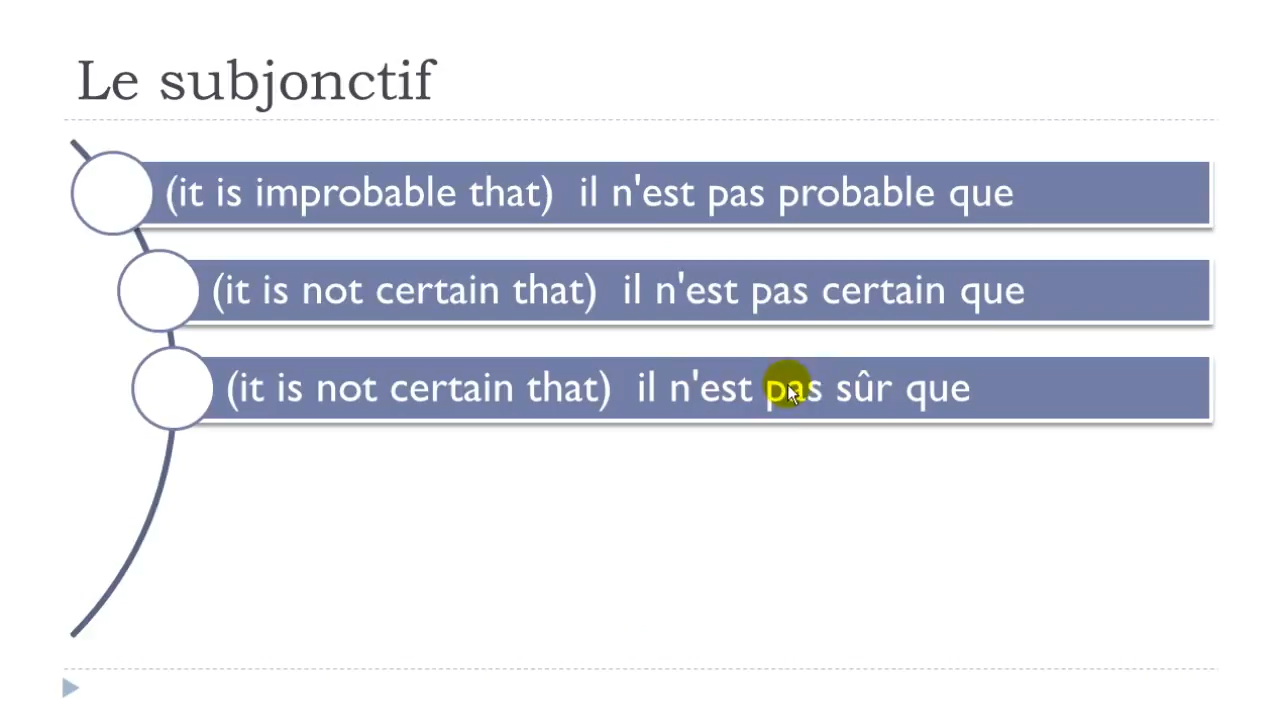 Le subjonctif
(it is improbable that) il n'est pas probable que
(it is not certain that) il n'est pas certain que
(it is not certain that) il n'est pas sûr que